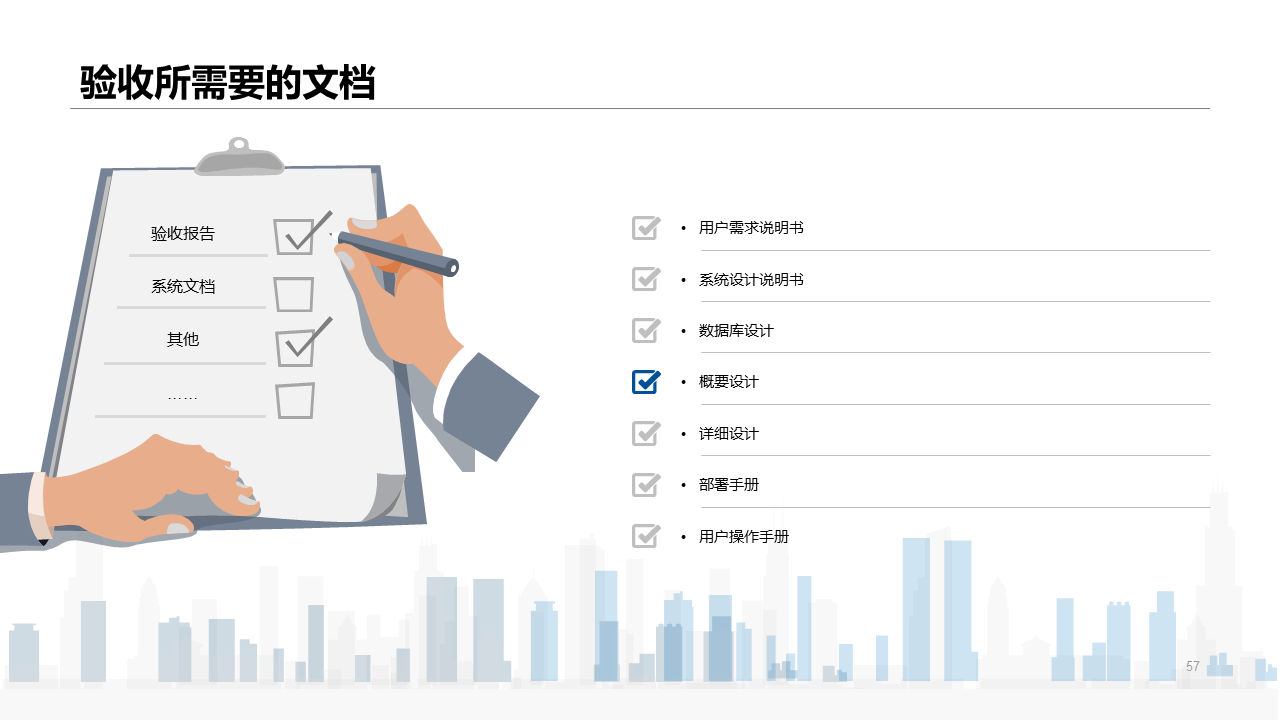 验收所需要的文档
验收报告
系统文档
其他
……
• 用户需求说明书
• 系统设计说明书
• 数据库设计
• 概要设计
• 详细设计
• 部署手册
• 用户操作手册
57